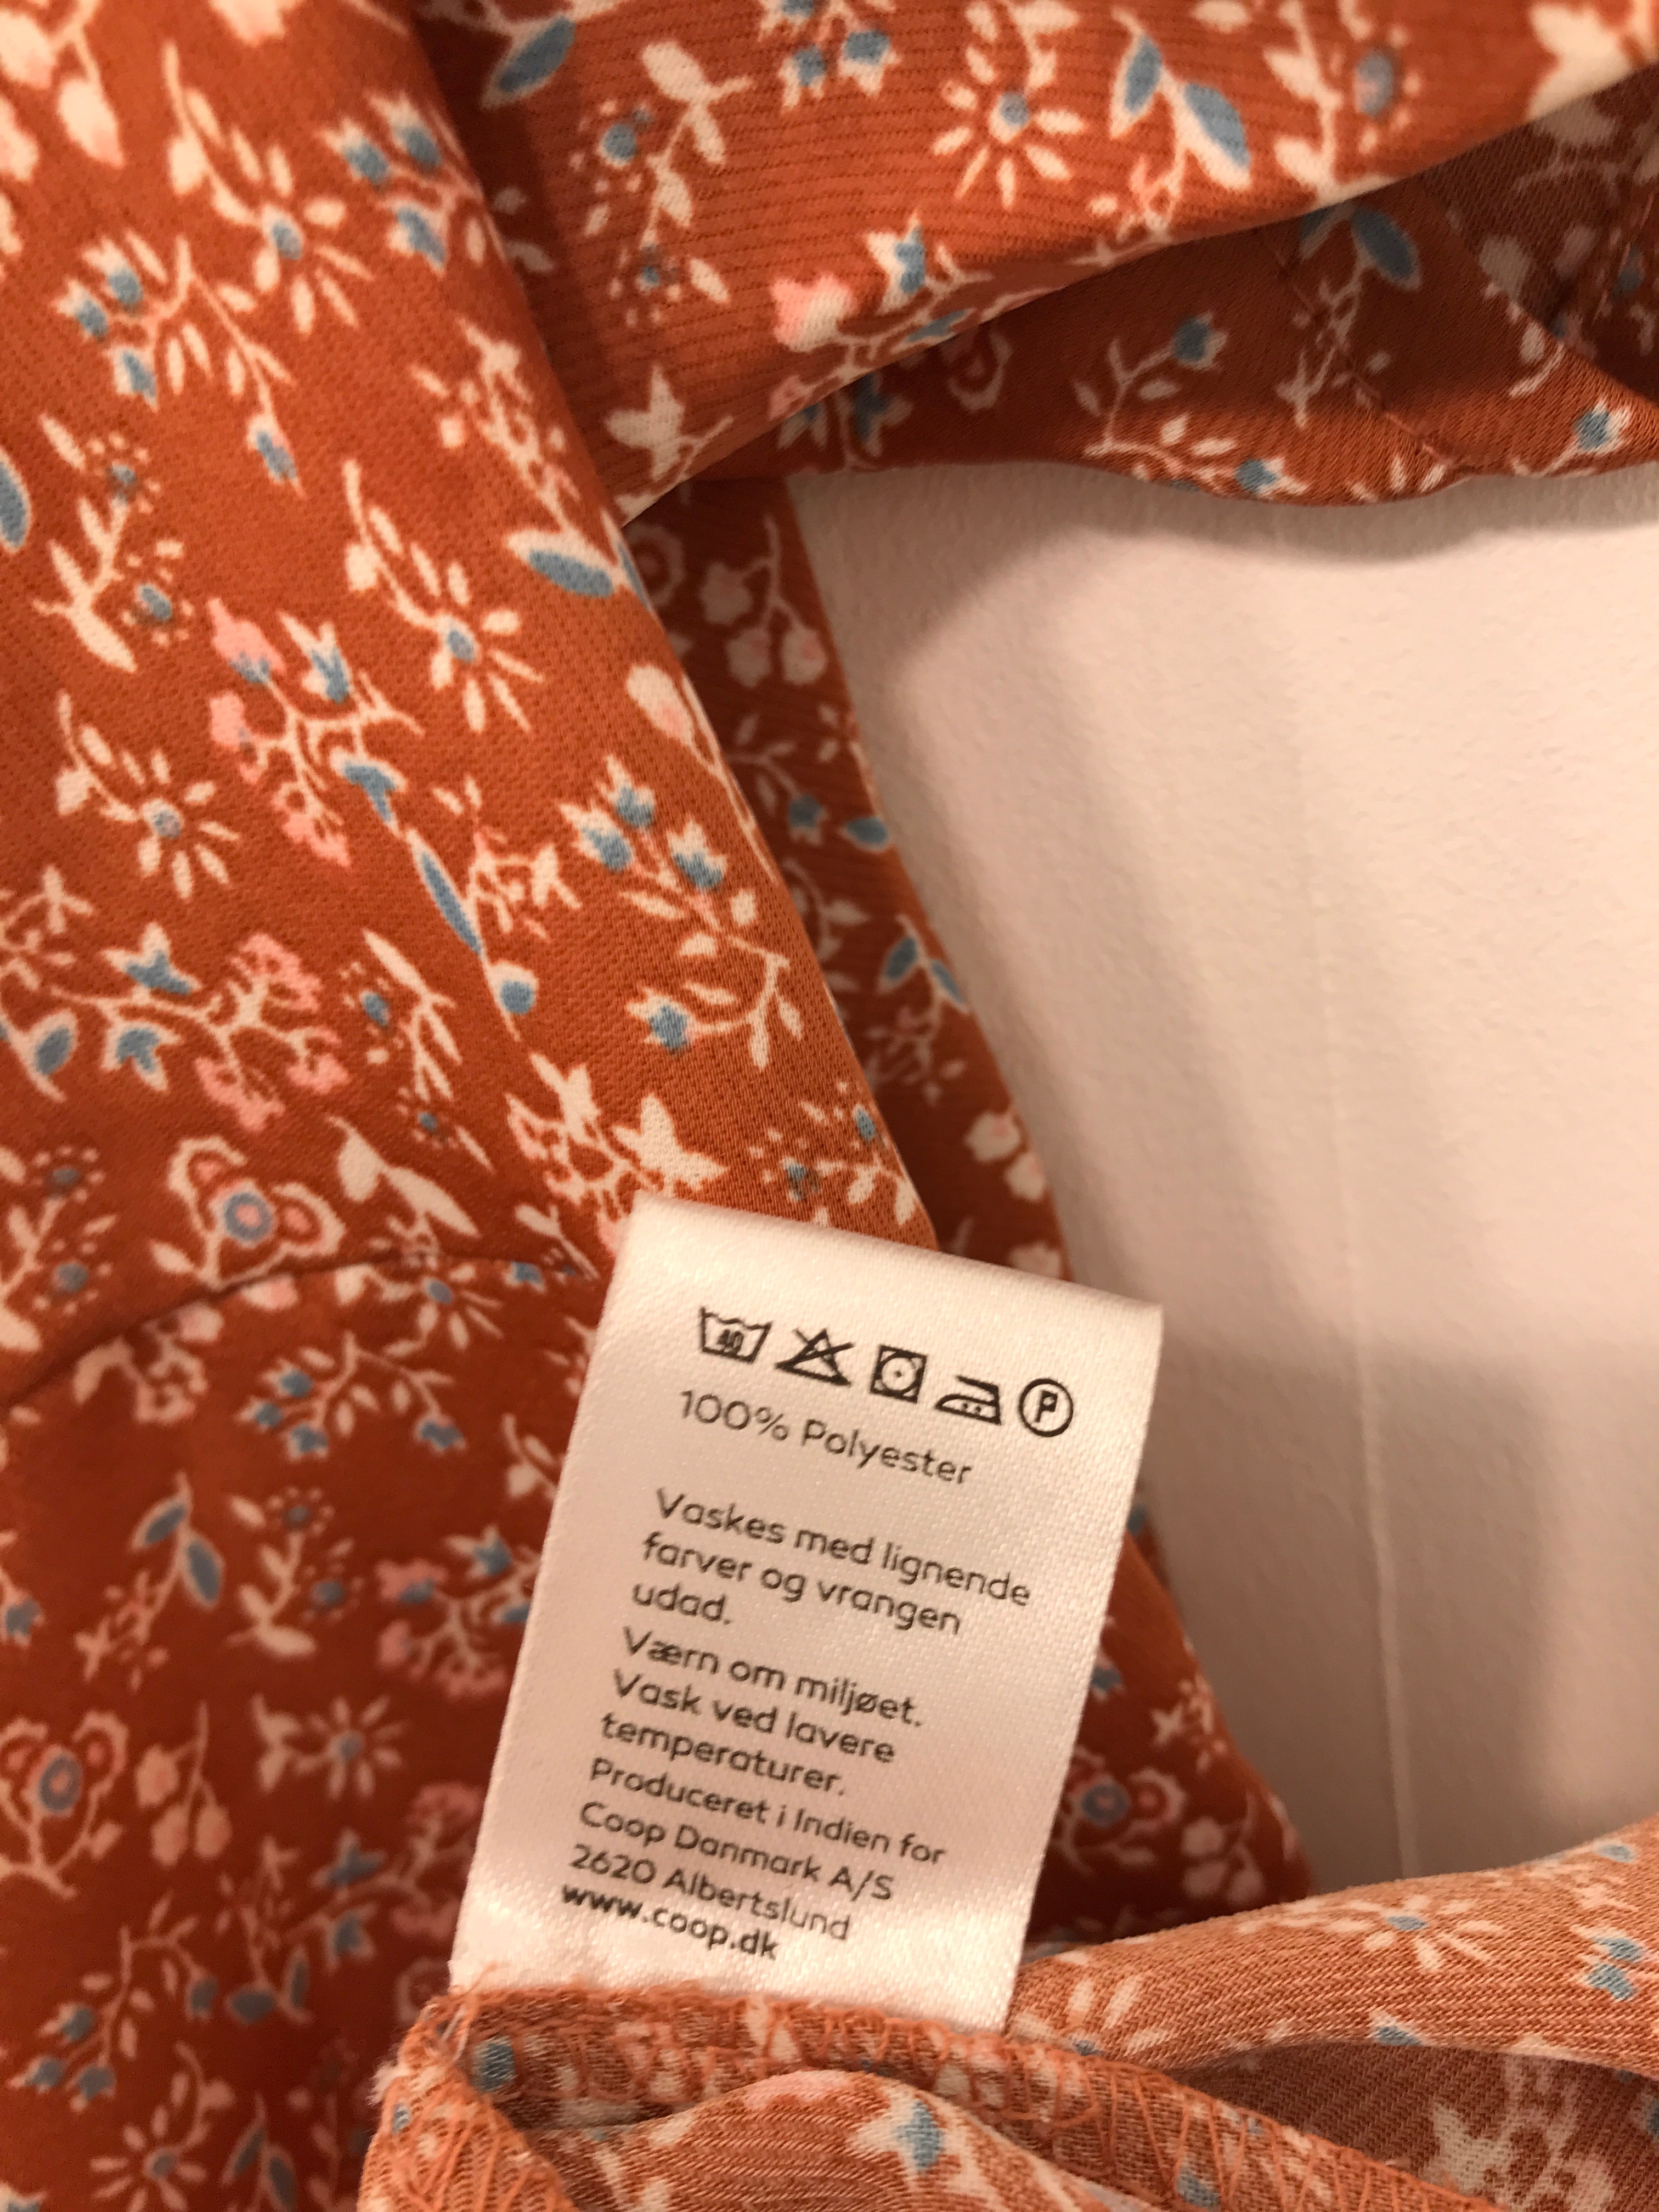 40 P
100% Polyester
Vaskes med lignende
farver og vrangen
udad.
Værn om miljøet.
Vask ved lavere
temperaturer.
Produceret i Indien for
Coop Danmark A/S
2620 Albertslund
www.coop.dk